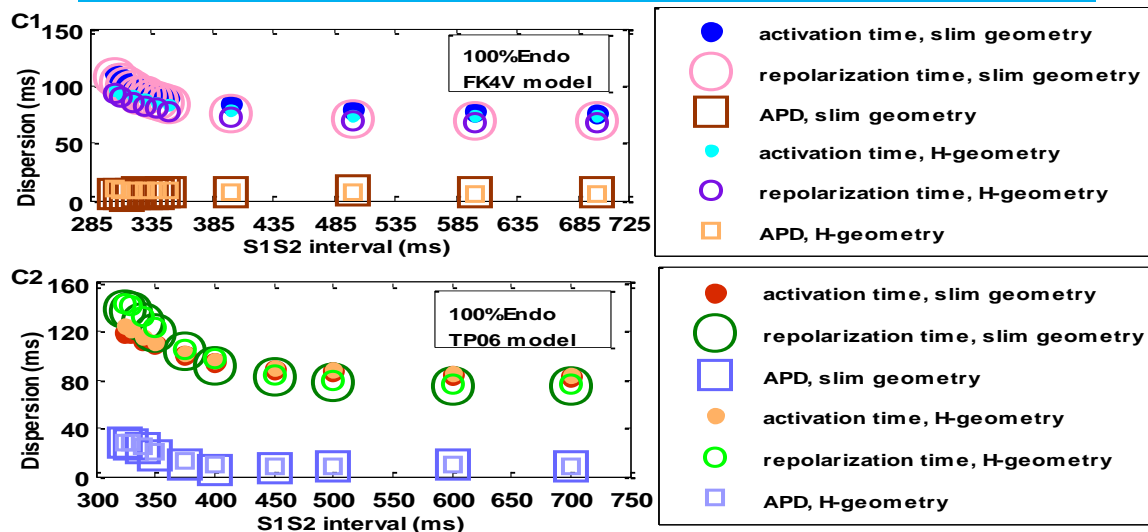 C1
150
100
50
0
Dispersion (ms)
100%Endo
FK4V model
285 335 385 435 485 535 585 635 685 725
S1S2 interval (ms)
activation time, slim geometry
repolarization time, slim geometry
APD, slim geometry
activation time, H-geometry
repolarization time, H-geometry
APD, H-geometry
C2
160
120
80
40
0
Dispersion (ms)
100%Endo
TP06 model
300 350 400 450 500 550 600 650 700 750
S1S2 interval (ms)
activation time, slim geometry
repolarization time, slim geometry
APD, slim geometry
activation time, H-geometry
repolarization time, H-geometry
APD, H-geometry